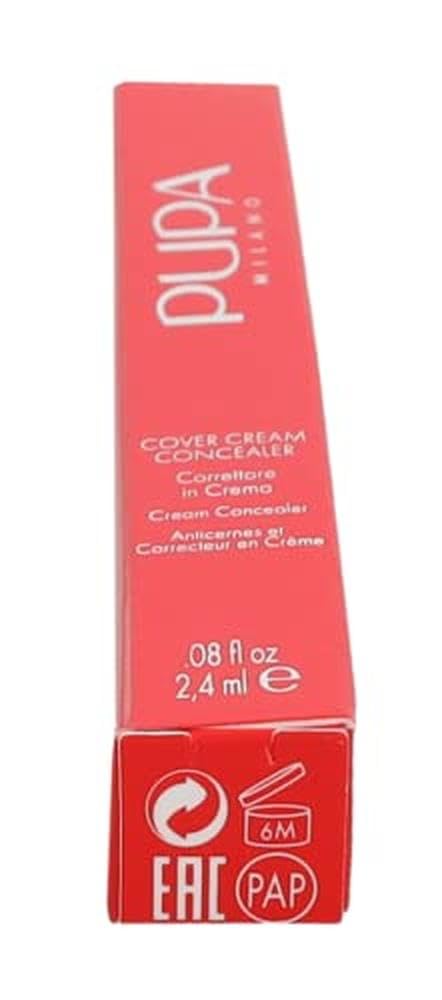 PUPA
MILANO
COVER CREAM
CONCEALER
Correttore
in Crema
Cream Concealer
Anticernes et
Correcteur en Crème
.08 fl oz
2,4 ml e
6M
EAC PAP